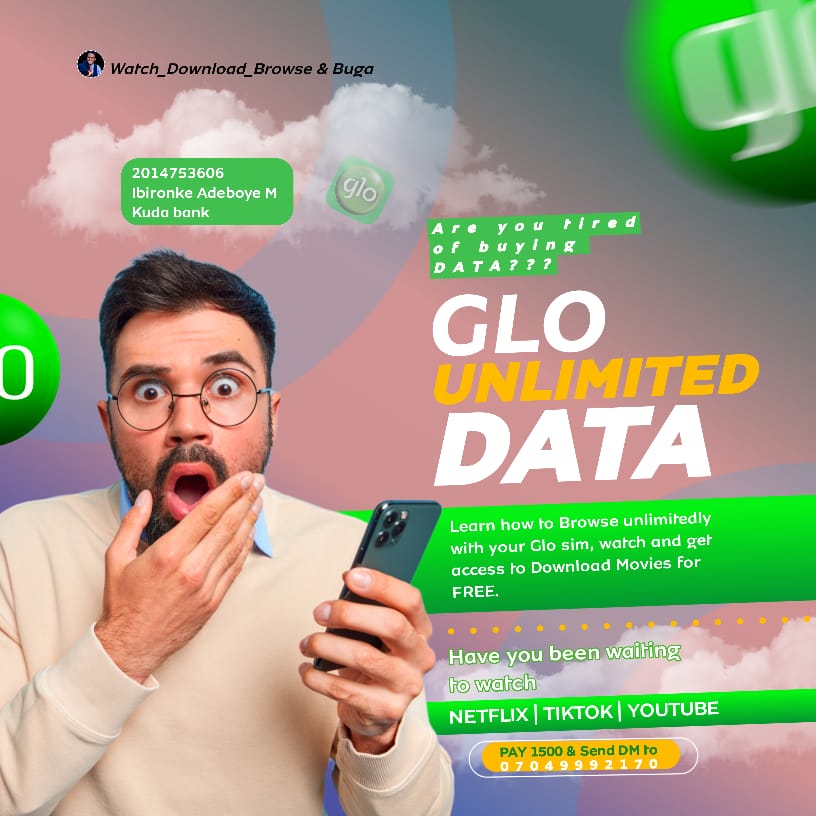 Watch_Download_Browse & Buga
glo
2014753606
Ibironke Adeboye M
Kuda bank
glo
Are you tired
of buying
DATA???
GLO
UNLIMITED
DATA
Learn how to Browse unlimitedly
with your Glo sim, watch and get
access to Download Movies for
FREE.
Have you been waiting
to watch
NETFLIX | TIKTOK | YOUTUBE
PAY 1500 & Send DM to
07049992170